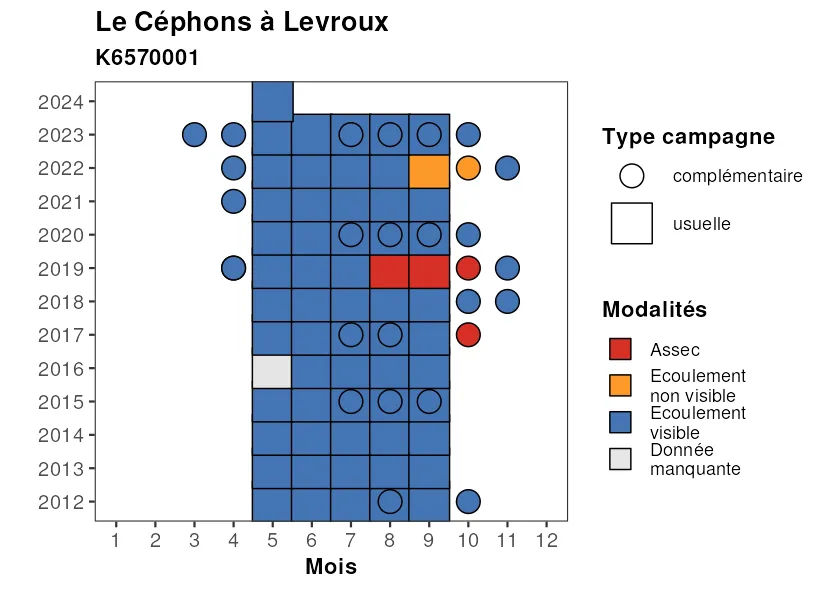 Le Céphons à Levroux
K6570001
2024
2023
2022
2021
2020
2019
2018
2017
2016
2015
2014
2013
2012
1 2 3 4 5 6 7 8 9 10 11 12
Mois
Type campagne
complémentaire
usuelle
Modalités
Assec
Ecoulement
non visible
Ecoulement
visible
Donnée
manquante